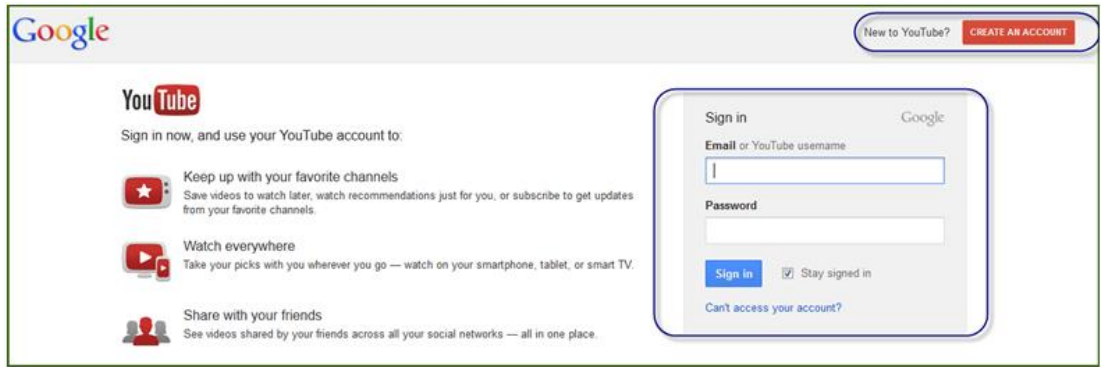 Google
New to YouTube? CREATE AN ACCOUNT
YouTube
Sign in now, and use your YouTube account to:
Keep up with your favorite channels
Save videos to watch later, watch recommendations just for you, or subscribe to get updates
from your favorite channels.
Watch everywhere
Take your picks with you wherever you go — watch on your smartphone, tablet, or smart TV.
Share with your friends
See videos shared by your friends across all your social networks — all in one place.
Sign in Google
Email or YouTube username
Password
Sign in Stay signed in
Can't access your account?